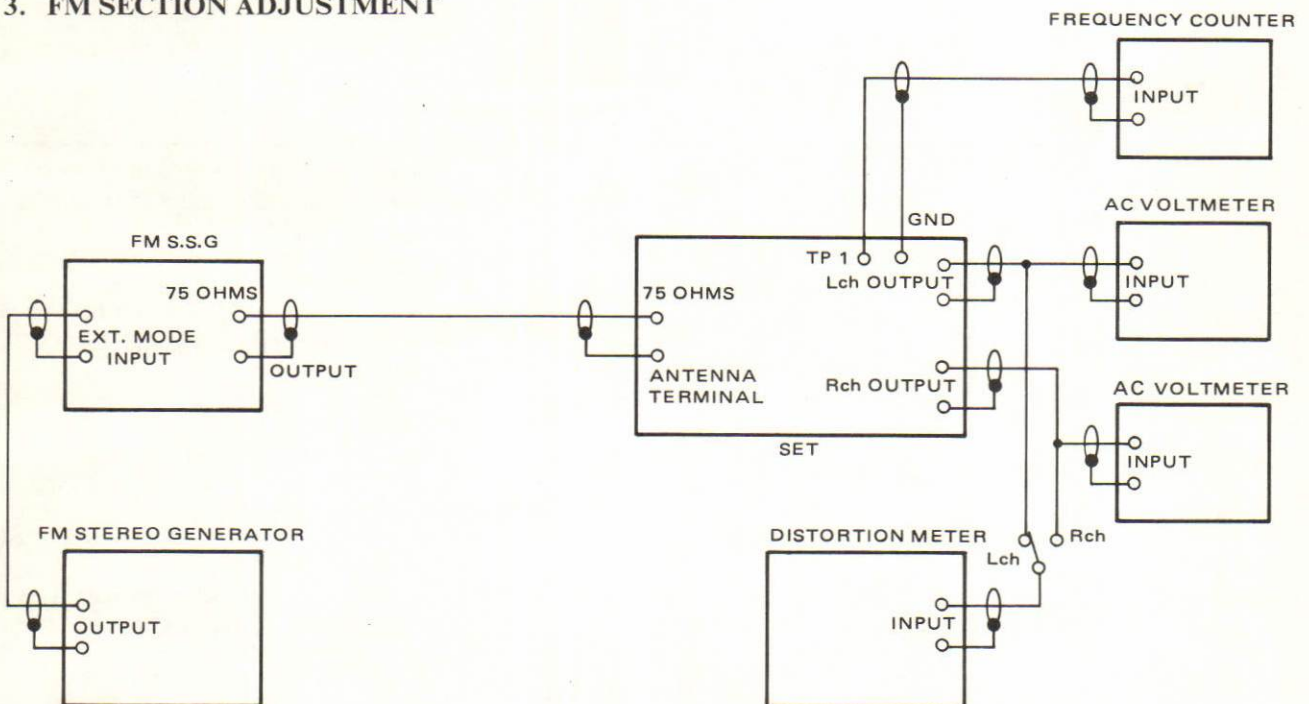 3. FM SECTION ADJUSTMENT
FREQUENCY COUNTER
INPUT
AC VOLTMETER
INPUT
AC VOLTMETER
INPUT
FM S.S.G
75 OHMS
EXT. MODE
INPUT
OUTPUT
GND
TP 1
Lch OUTPUT
75 OHMS
ANTENNA
TERMINAL
Rch OUTPUT
SET
FM STEREO GENERATOR
OUTPUT
DISTORTION METER
Lch
Rch
INPUT